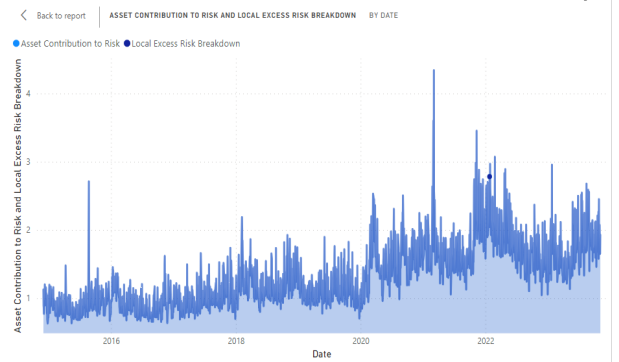 Back to report
ASSET CONTRIBUTION TO RISK AND LOCAL EXCESS RISK BREAKDOWN BY DATE
Asset Contribution to Risk Local Excess Risk Breakdown
Asset Contribution to Risk and Local Excess Risk Breakdown
4
3
2
1
2016 2018 2020 2022
Date